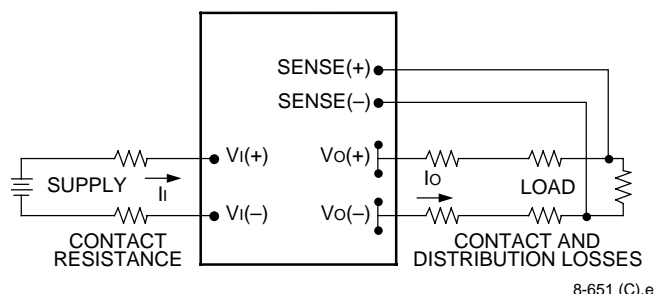 SENSE(+)
SENSE(–)
VI(+)
VO(+)
IO
SUPPLY
II
LOAD
VI(–)
VO(–)
CONTACT
RESISTANCE
CONTACT AND
DISTRIBUTION LOSSES
8-651 (C).e